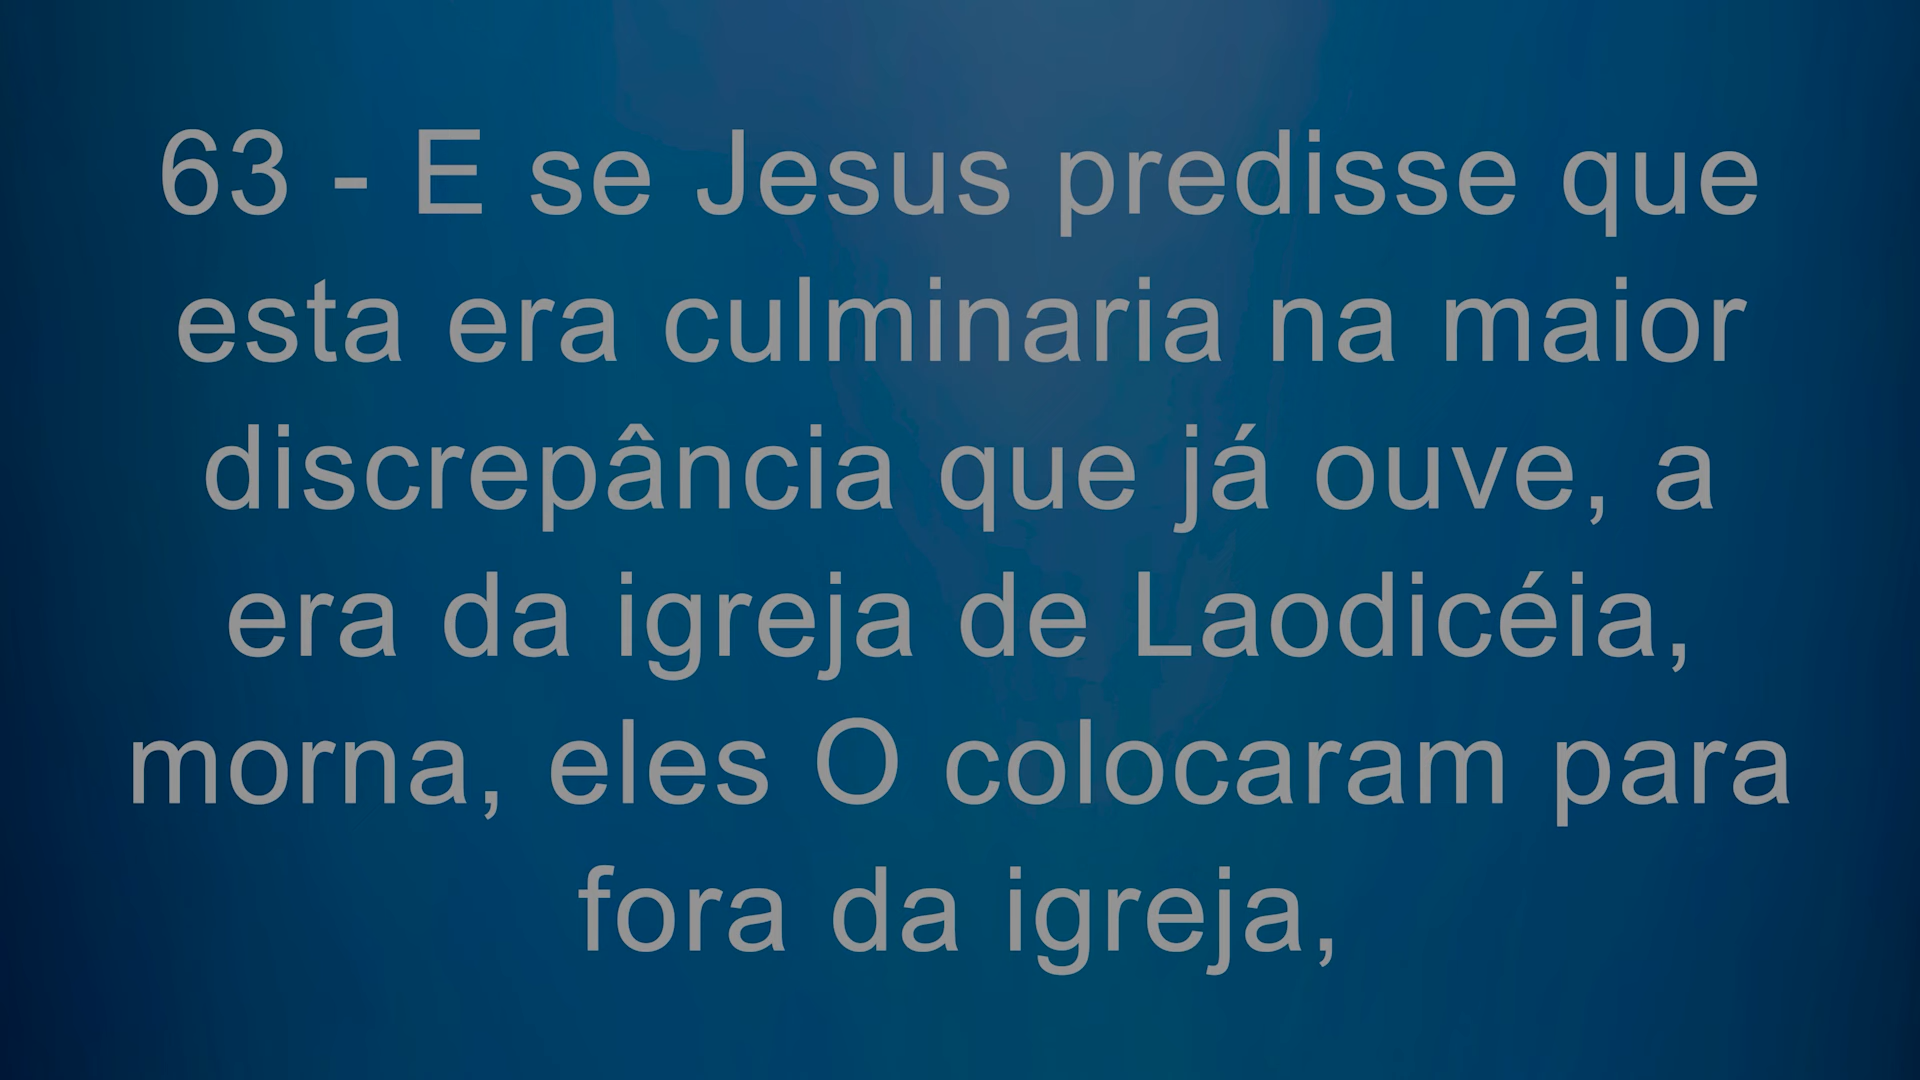 63 - E se Jesus predisse que
esta era culminaria na maior
discrepância que já ouve, a
era da igreja de Laodicéia,
morna, eles O colocaram para
fora da igreja,